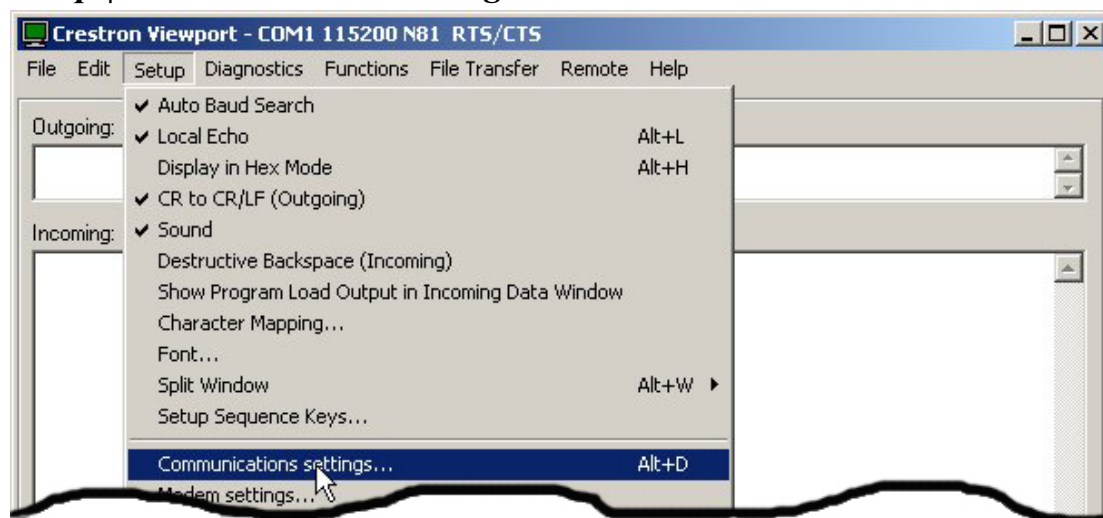 Crestron Viewport - COM1 115200 N81 RTS/CTS
File Edit Setup Diagnostics Functions File Transfer Remote Help
Outgoing:
Incoming:
Auto Baud Search
Local Echo Alt+L
Display in Hex Mode Alt+H
CR to CR/LF (Outgoing)
Sound
Destructive Backspace (Incoming)
Show Program Load Output in Incoming Data Window
Character Mapping...
Font...
Split Window Alt+W
Setup Sequence Keys...
Communications settings... Alt+D
Modem settings...